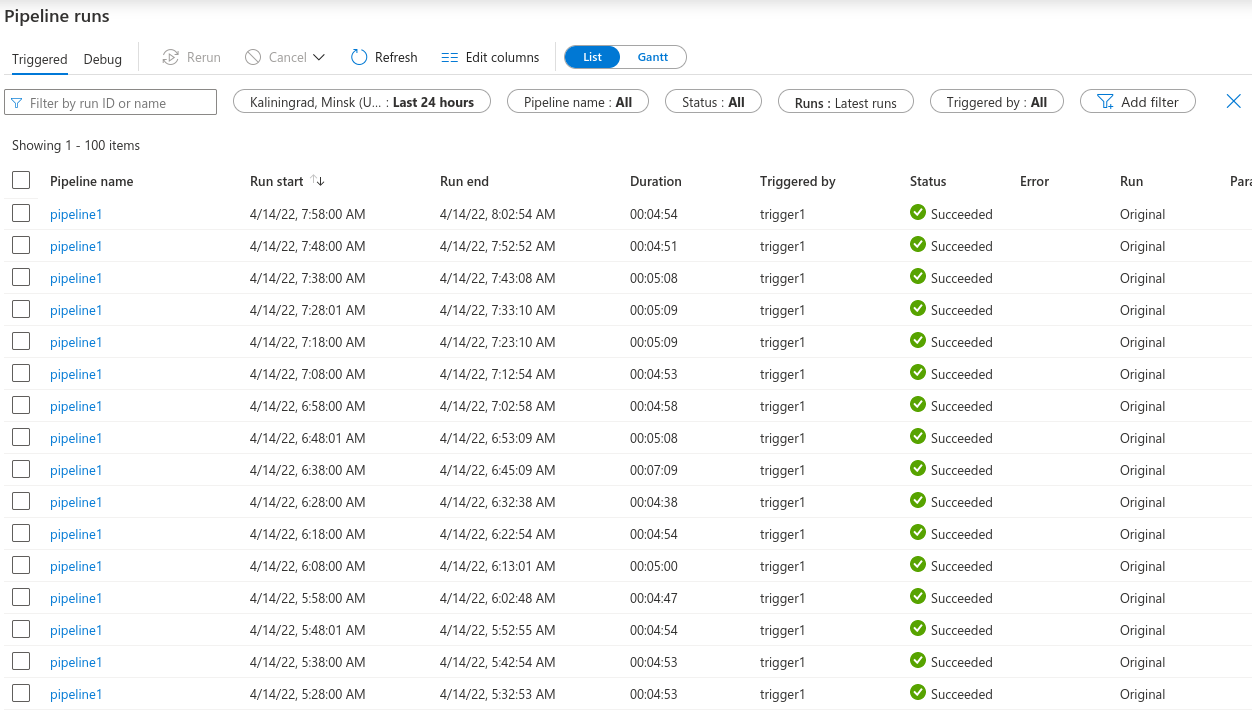 Pipeline runs
Triggered Debug Rerun Cancel Refresh Edit columns List Gantt
Filter by run ID or name Kaliningrad, Minsk (U... : Last 24 hours Pipeline name : All Status : All Runs : Latest runs Triggered by : All Add filter
Showing 1 - 100 items
Pipeline name Run start Run end Duration Triggered by Status Error Run Para
pipeline1 4/14/22, 7:58:00 AM 4/14/22, 8:02:54 AM 00:04:54 trigger1 Succeeded Original
pipeline1 4/14/22, 7:48:00 AM 4/14/22, 7:52:52 AM 00:04:51 trigger1 Succeeded Original
pipeline1 4/14/22, 7:38:00 AM 4/14/22, 7:43:08 AM 00:05:08 trigger1 Succeeded Original
pipeline1 4/14/22, 7:28:01 AM 4/14/22, 7:33:10 AM 00:05:09 trigger1 Succeeded Original
pipeline1 4/14/22, 7:18:00 AM 4/14/22, 7:23:10 AM 00:05:09 trigger1 Succeeded Original
pipeline1 4/14/22, 7:08:00 AM 4/14/22, 7:12:54 AM 00:04:53 trigger1 Succeeded Original
pipeline1 4/14/22, 6:58:00 AM 4/14/22, 7:02:58 AM 00:04:58 trigger1 Succeeded Original
pipeline1 4/14/22, 6:48:01 AM 4/14/22, 6:53:09 AM 00:05:08 trigger1 Succeeded Original
pipeline1 4/14/22, 6:38:00 AM 4/14/22, 6:45:09 AM 00:07:09 trigger1 Succeeded Original
pipeline1 4/14/22, 6:28:00 AM 4/14/22, 6:32:38 AM 00:04:38 trigger1 Succeeded Original
pipeline1 4/14/22, 6:18:00 AM 4/14/22, 6:22:54 AM 00:04:54 trigger1 Succeeded Original
pipeline1 4/14/22, 6:08:00 AM 4/14/22, 6:13:01 AM 00:05:00 trigger1 Succeeded Original
pipeline1 4/14/22, 5:58:00 AM 4/14/22, 6:02:48 AM 00:04:47 trigger1 Succeeded Original
pipeline1 4/14/22, 5:48:01 AM 4/14/22, 5:52:55 AM 00:04:54 trigger1 Succeeded Original
pipeline1 4/14/22, 5:38:00 AM 4/14/22, 5:42:54 AM 00:04:53 trigger1 Succeeded Original
pipeline1 4/14/22, 5:28:00 AM 4/14/22, 5:32:53 AM 00:04:53 trigger1 Succeeded Original